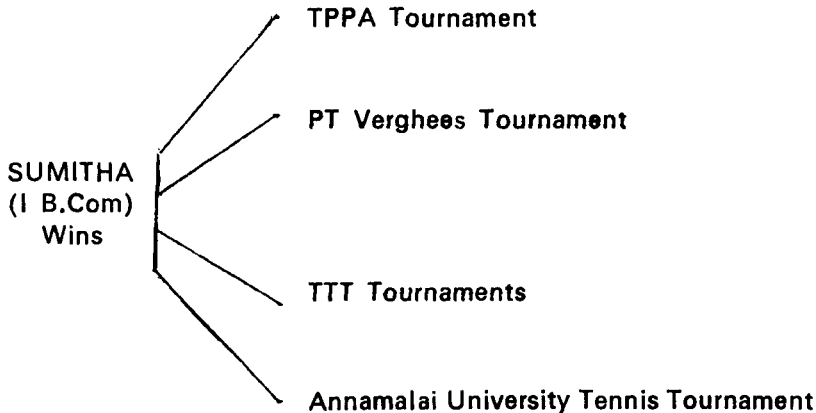 TPPA Tournament
PT Verghees Tournament
SUMITHA
(I B.Com)
Wins
TTT Tournaments
Annamalai University Tennis Tournament